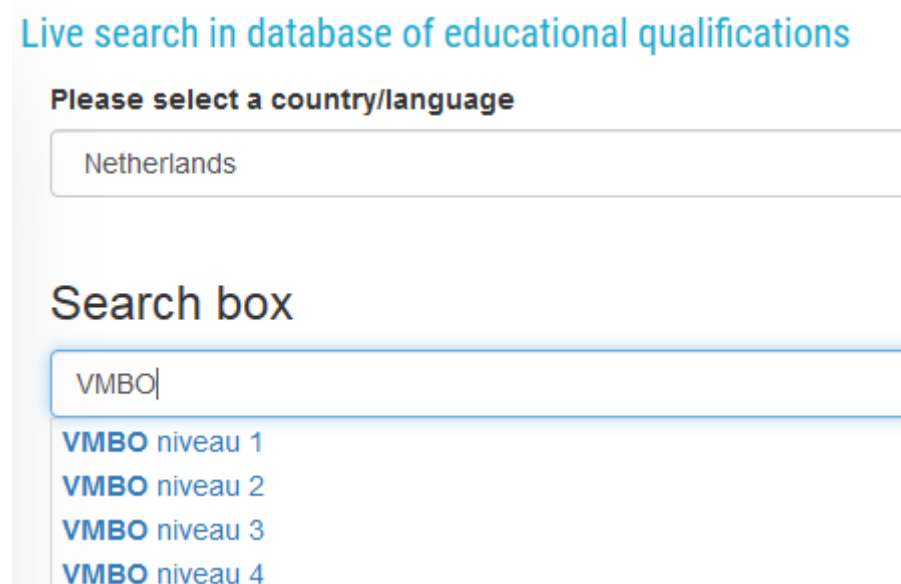 Live search in database of educational qualifications
Please select a country/language
Netherlands
Search box
VMBO
VMBO niveau 1
VMBO niveau 2
VMBO niveau 3
VMBO niveau 4